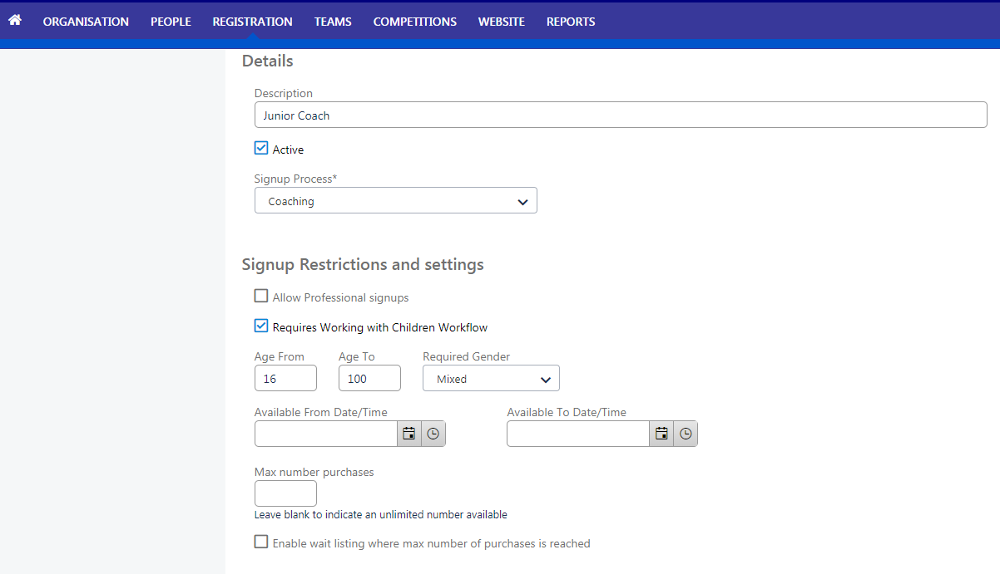 ORGANISATION PEOPLE REGISTRATION TEAMS COMPETITIONS WEBSITE REPORTS
Details
Description
Junior Coach
Active
Signup Process*
Coaching
Signup Restrictions and settings
Allow Professional signups
Requires Working with Children Workflow
Age From Age To Required Gender
16 100 Mixed
Available From Date/Time Available To Date/Time
Max number purchases
Leave blank to indicate an unlimited number available
Enable wait listing where max number of purchases is reached